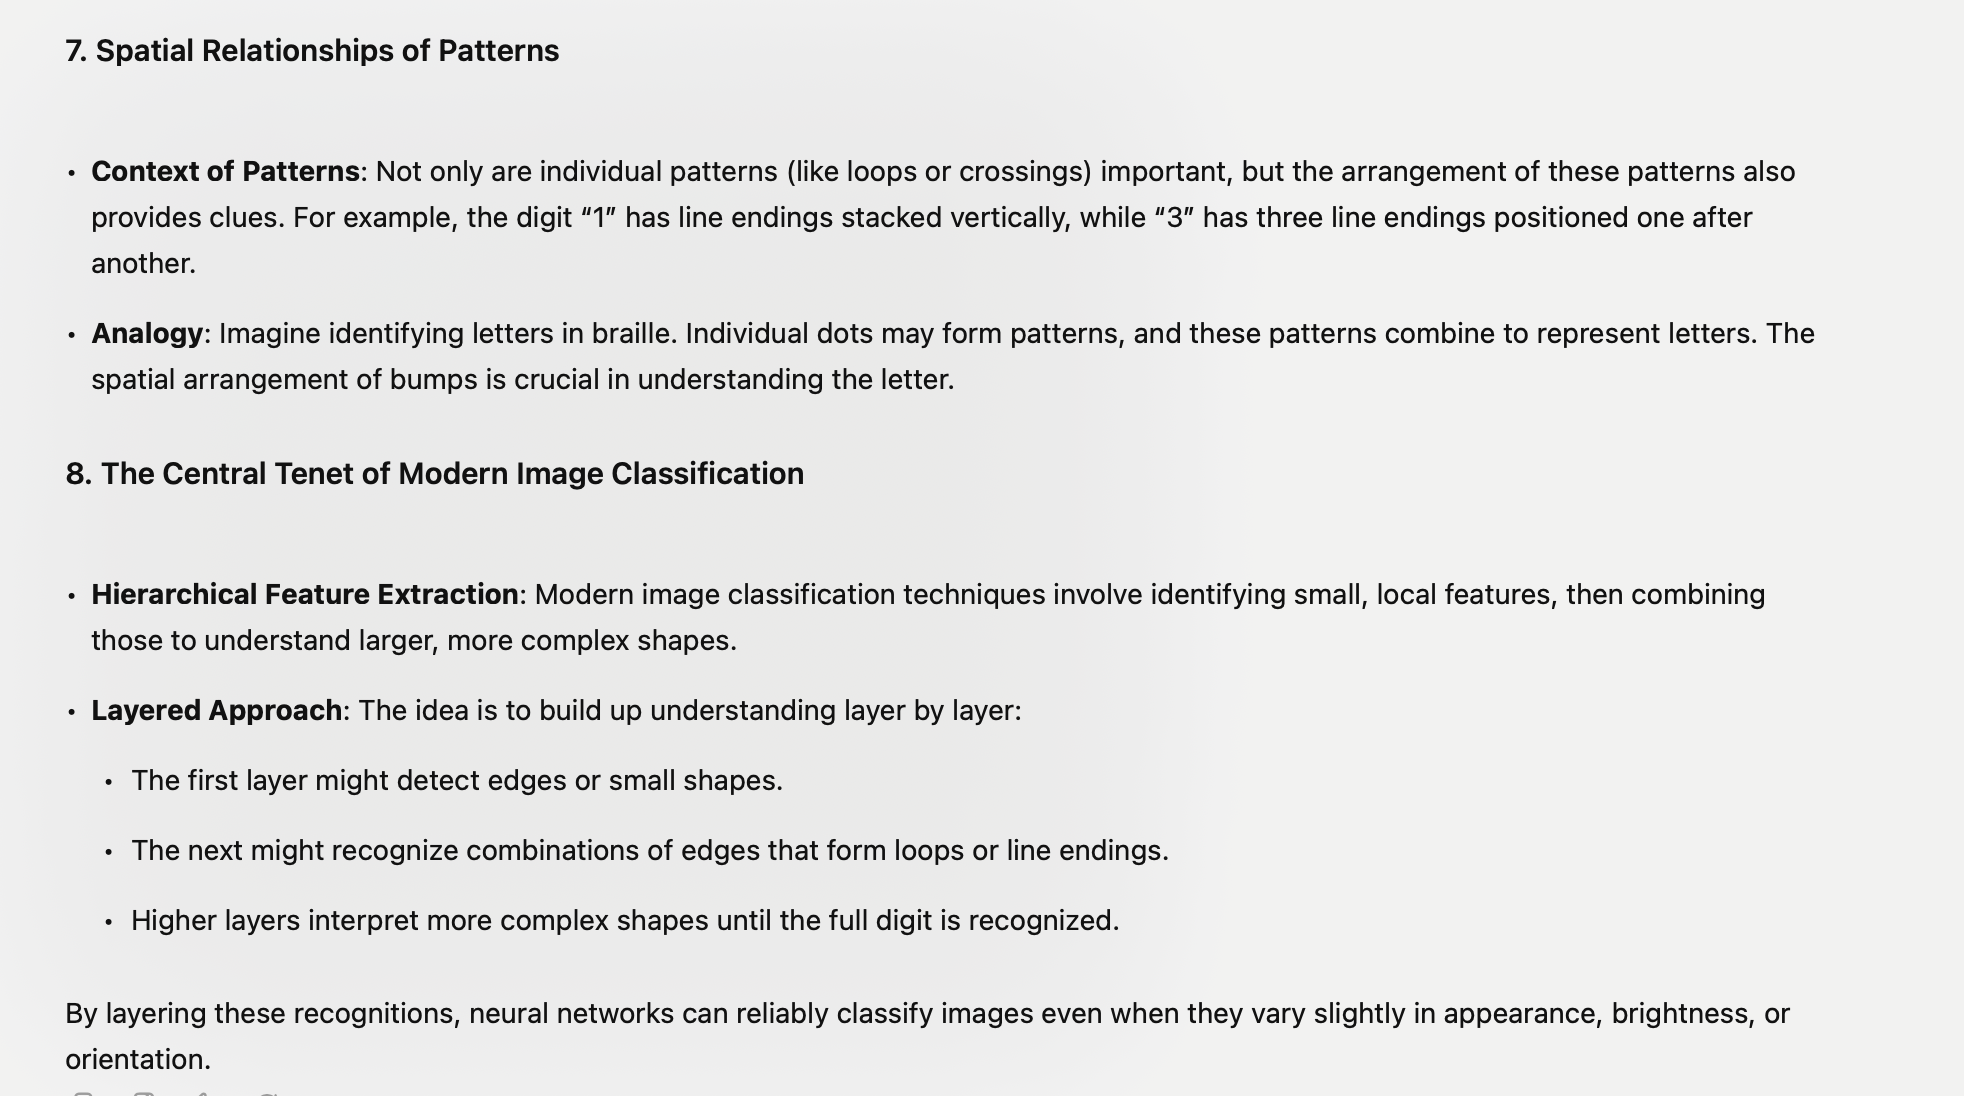 7. Spatial Relationships of Patterns
• Context of Patterns: Not only are individual patterns (like loops or crossings) important, but the arrangement of these patterns also
provides clues. For example, the digit “1” has line endings stacked vertically, while “3” has three line endings positioned one after
another.
• Analogy: Imagine identifying letters in braille. Individual dots may form patterns, and these patterns combine to represent letters. The
spatial arrangement of bumps is crucial in understanding the letter.
8. The Central Tenet of Modern Image Classification
• Hierarchical Feature Extraction: Modern image classification techniques involve identifying small, local features, then combining
those to understand larger, more complex shapes.
• Layered Approach: The idea is to build up understanding layer by layer:
• The first layer might detect edges or small shapes.
• The next might recognize combinations of edges that form loops or line endings.
• Higher layers interpret more complex shapes until the full digit is recognized.
By layering these recognitions, neural networks can reliably classify images even when they vary slightly in appearance, brightness, or
orientation.